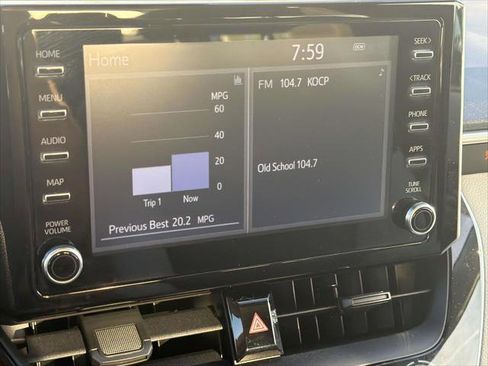 HOME
MENU
AUDIO
MAP
POWER
VOLUME
Home
7:59
DCM
MPG
60
40
20
0
Trip 1
Now
Previous Best 20.2 MPG
FM 104.7 KOCP
Old School 104.7
SEEK>
<TRACK
PHONE
APPS
TUNE
SCROLL